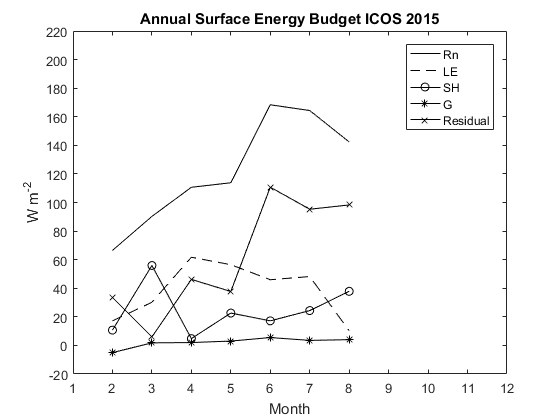 Annual Surface Energy Budget ICOS 2015
220
200
180
160
140
120
100
80
60
40
20
0
-20
W m-2
Rn
LE
SH
G
Residual
1 2 3 4 5 6 7 8 9 10 11 12
Month